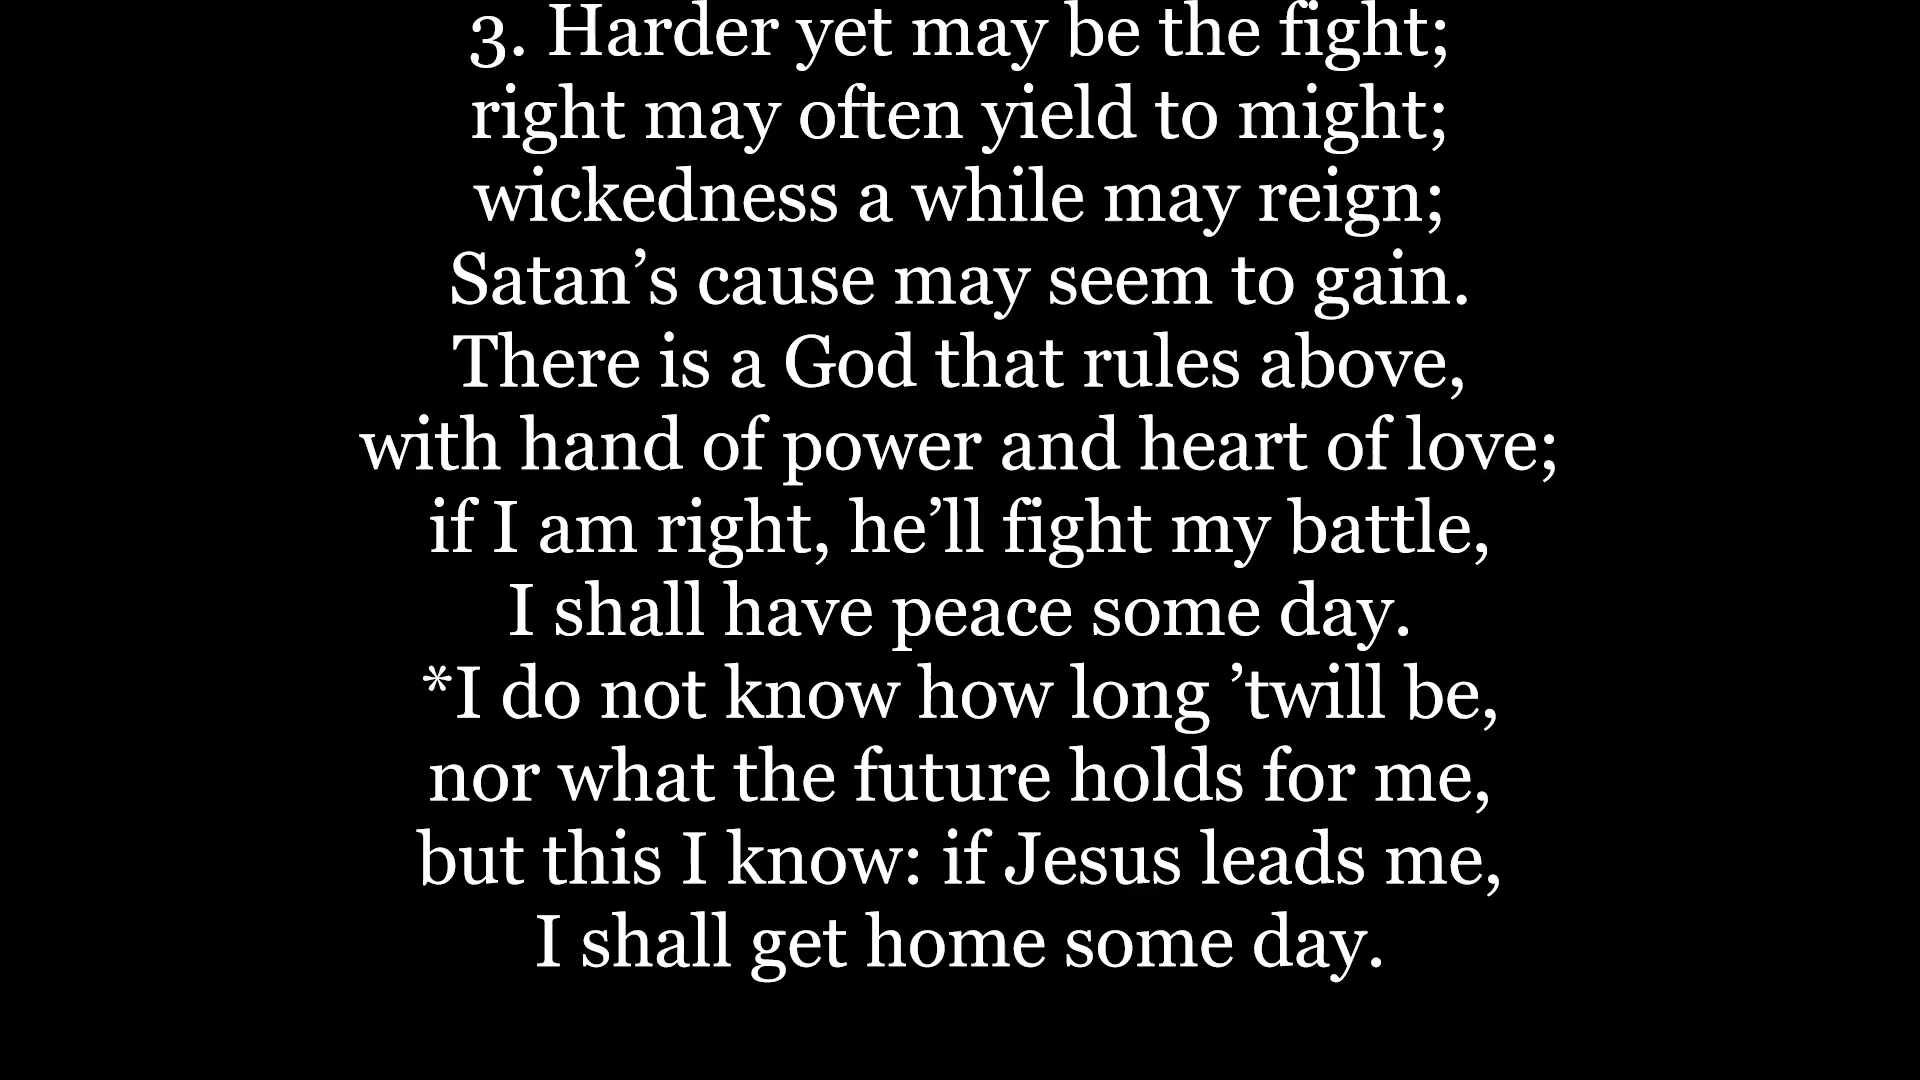 3. Harder yet may be the fight;
right may often yield to might;
wickedness a while may reign;
Satan’s cause may seem to gain.
There is a God that rules above,
with hand of power and heart of love;
if I am right, he’ll fight my battle,
I shall have peace some day.
*I do not know how long ’twill be,
nor what the future holds for me,
but this I know: if Jesus leads me,
I shall get home some day.